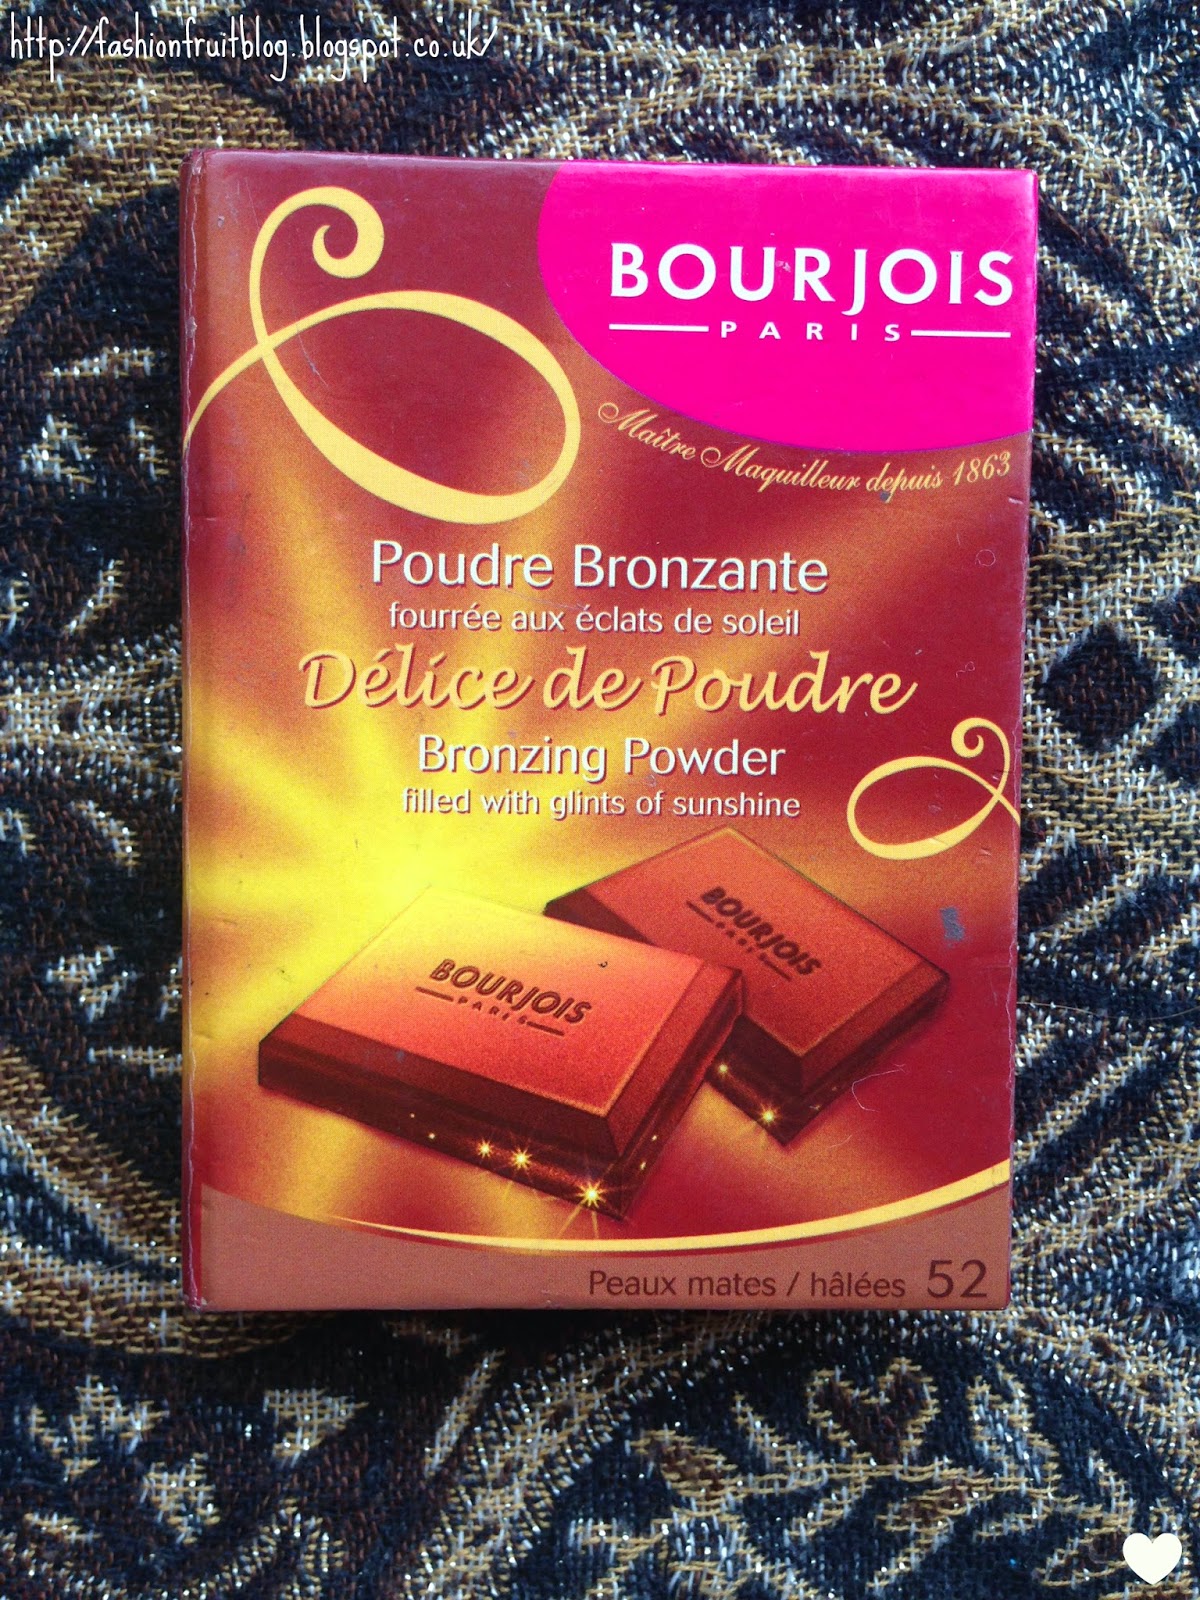 http://fashionfruitblog.blogspot.co.uk/
BOURJOIS
PARIS
Maître Maquilleur depuis 1863
Poudre Bronzante
fourrée aux éclats de soleil
Délice de Poudre
Bronzing Powder
filled with glints of sunshine
BOURJOIS
PARIS
BOURJOIS
PARIS
Peaux mates / hâlées 52